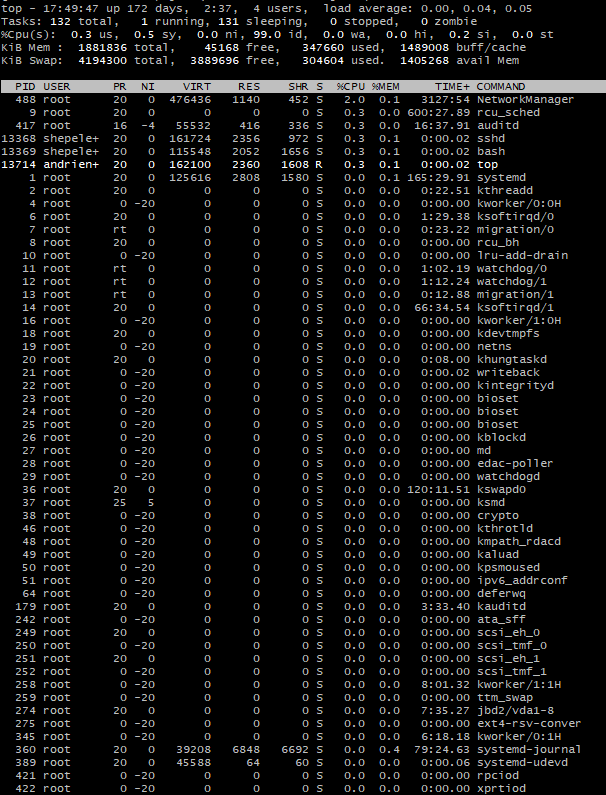 top - 17:49:47 up 172 days,  2:37,  4 users,  load average: 0.00, 0.04, 0.05
Tasks: 132 total,   1 running, 131 sleeping,   0 stopped,   0 zombie
%Cpu(s):  0.3 us,  0.5 sy,  0.0 ni, 99.0 id,  0.0 wa,  0.0 hi,  0.2 si,  0.0 st
KiB Mem :  1881836 total,    45168 free,   347660 used,  1489008 buff/cache
KiB Swap:  4194300 total,  3889696 free,   304604 used.  1405268 avail Mem
PID USER      PR  NI    VIRT    RES    SHR S  %CPU %MEM     TIME+ COMMAND
488 root      20   0  476436   1140    452 S   2.0  0.1   3127:54 NetworkManager
9 root      20   0       0      0      0 S   0.3  0.0 600:27.89 rcu_sched
417 root      16  -4   55532    416    336 S   0.3  0.0  16:37.91 auditd
13368 shepele+  20   0  161724   2356    972 S   0.3  0.1   0:00.02 sshd
13369 shepele+  20   0  115548   2052   1656 S   0.3  0.1   0:00.02 bash
13714 andrien+  20   0  162100   2360   1608 R   0.3  0.1   0:00.02 top
1 root      20   0  125616   2808   1580 S   0.0  0.1 165:29.91 systemd
2 root      20   0       0      0      0 S   0.0  0.0   0:22.51 kthreadd
4 root       0 -20       0      0      0 S   0.0  0.0   0:00.00 kworker/0:0H
6 root      20   0       0      0      0 S   0.0  0.0   1:29.38 ksoftirqd/0
7 root      rt   0       0      0      0 S   0.0  0.0   0:23.22 migration/0
8 root      20   0       0      0      0 S   0.0  0.0   0:00.00 rcu_bh
10 root       0 -20       0      0      0 S   0.0  0.0   0:00.00 lru-add-drain
11 root      rt   0       0      0      0 S   0.0  0.0   1:02.19 watchdog/0
12 root      rt   0       0      0      0 S   0.0  0.0   1:12.24 watchdog/1
13 root      rt   0       0      0      0 S   0.0  0.0   0:12.88 migration/1
14 root      20   0       0      0      0 S   0.0  0.0  66:34.54 ksoftirqd/1
16 root       0 -20       0      0      0 S   0.0  0.0   0:00.00 kworker/1:0H
18 root      20   0       0      0      0 S   0.0  0.0   0:00.00 kdevtmpfs
19 root       0 -20       0      0      0 S   0.0  0.0   0:00.00 netns
20 root      20   0       0      0      0 S   0.0  0.0   0:08.00 khungtaskd
21 root       0 -20       0      0      0 S   0.0  0.0   0:00.02 writeback
22 root       0 -20       0      0      0 S   0.0  0.0   0:00.00 kintegrityd
23 root       0 -20       0      0      0 S   0.0  0.0   0:00.00 bioset
24 root       0 -20       0      0      0 S   0.0  0.0   0:00.00 bioset
25 root       0 -20       0      0      0 S   0.0  0.0   0:00.00 bioset
26 root       0 -20       0      0      0 S   0.0  0.0   0:00.00 kblockd
27 root       0 -20       0      0      0 S   0.0  0.0   0:00.00 md
28 root       0 -20       0      0      0 S   0.0  0.0   0:00.00 edac-poller
29 root       0 -20       0      0      0 S   0.0  0.0   0:00.00 watchdogd
36 root      20   0       0      0      0 S   0.0  0.0 120:11.51 kswapd0
37 root      25   5       0      0      0 S   0.0  0.0   0:00.00 ksmd
38 root       0 -20       0      0      0 S   0.0  0.0   0:00.00 crypto
46 root       0 -20       0      0      0 S   0.0  0.0   0:00.00 kthrotld
48 root       0 -20       0      0      0 S   0.0  0.0   0:00.00 kmpath_rdacd
49 root       0 -20       0      0      0 S   0.0  0.0   0:00.00 kaluad
50 root       0 -20       0      0      0 S   0.0  0.0   0:00.00 kpsmoused
51 root       0 -20       0      0      0 S   0.0  0.0   0:00.00 ipv6_addrconf
64 root       0 -20       0      0      0 S   0.0  0.0   0:00.00 deferwq
179 root      20   0       0      0      0 S   0.0  0.0   3:33.40 kauditd
242 root       0 -20       0      0      0 S   0.0  0.0   0:00.00 ata_sff
249 root      20   0       0      0      0 S   0.0  0.0   0:00.00 scsi_eh_0
250 root       0 -20       0      0      0 S   0.0  0.0   0:00.00 scsi_tmf_0
251 root      20   0       0      0      0 S   0.0  0.0   0:00.00 scsi_eh_1
252 root       0 -20       0      0      0 S   0.0  0.0   0:00.00 scsi_tmf_1
258 root       0 -20       0      0      0 S   0.0  0.0   8:01.32 kworker/1:1H
259 root       0 -20       0      0      0 S   0.0  0.0   0:00.00 ttm_swap
274 root      20   0       0      0      0 S   0.0  0.0   7:35.27 jbd2/vda1-8
275 root       0 -20       0      0      0 S   0.0  0.0   0:00.00 ext4-rsv-conver
345 root       0 -20       0      0      0 S   0.0  0.0   6:18.18 kworker/0:1H
360 root      20   0   39208   6848   6692 S   0.0  0.4  79:24.63 systemd-journal
389 root      20   0   45588     64     60 S   0.0  0.0   0:00.06 systemd-udevd
421 root       0 -20       0      0      0 S   0.0  0.0   0:00.00 rpciod
422 root       0 -20       0      0      0 S   0.0  0.0   0:00.00 xprtiod